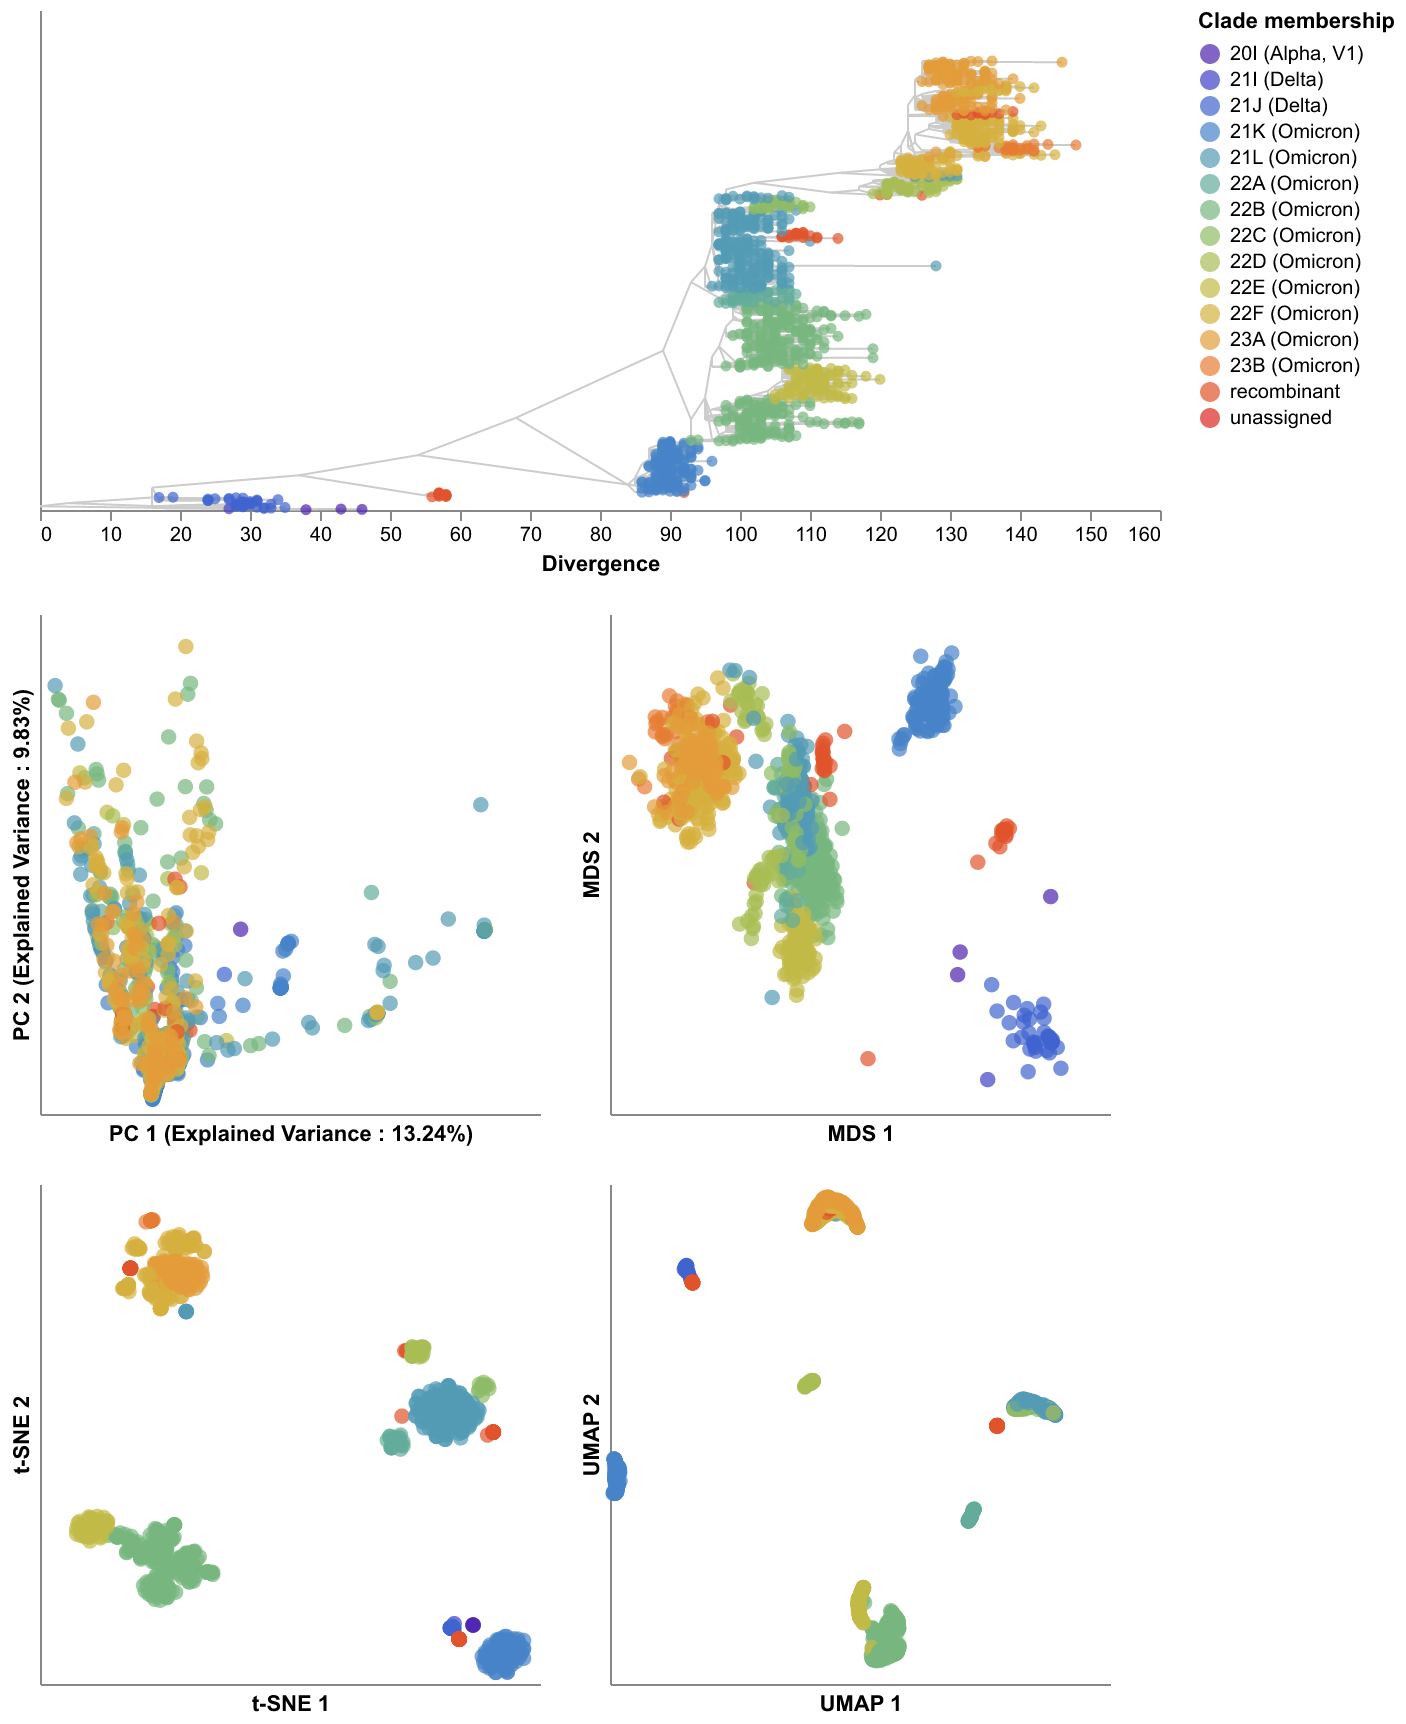 Clade membership
20I (Alpha, V1)
21I (Delta)
21J (Delta)
21K (Omicron)
21L (Omicron)
22A (Omicron)
22B (Omicron)
22C (Omicron)
22D (Omicron)
22E (Omicron)
22F (Omicron)
23A (Omicron)
23B (Omicron)
recombinant
unassigned
0 10 20 30 40 50 60 70 80 90 100 110 120 130 140 150 160
Divergence
PC 2 (Explained Variance : 9.83%)
PC 1 (Explained Variance : 13.24%)
MDS 2
MDS 1
t-SNE 2
t-SNE 1
UMAP 2
UMAP 1